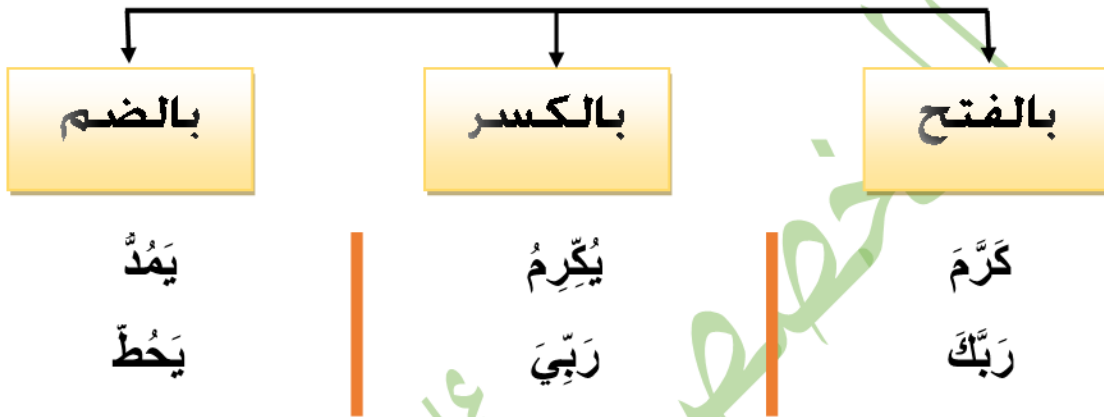 بالفتح
بالكسر
بالضم
كَرَّمَ
يُكِّرِمُ
يَمُدُّ
رَبَّكَ
رَبِّيَ
يَحُطّ